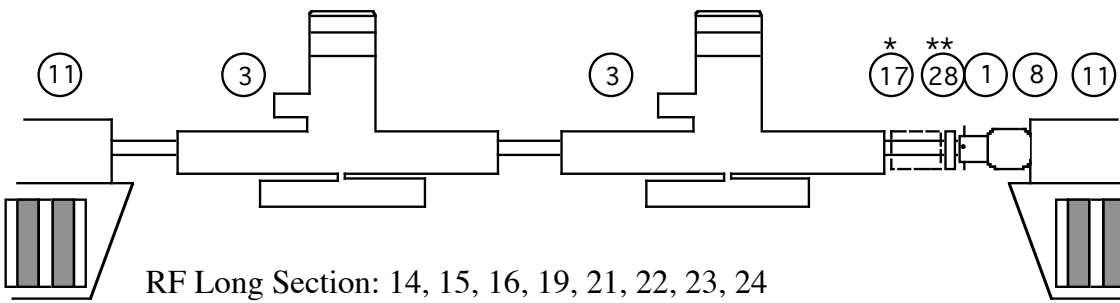 * **
11 3 3 17 28 1 8 11
RF Long Section: 14, 15, 16, 19, 21, 22, 23, 24